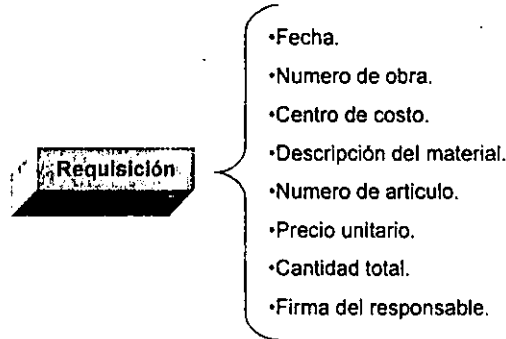 •Fecha.
•Numero de obra.
•Centro de costo.
•Descripción del material.
Requisición
•Numero de articulo.
•Precio unitario.
•Cantidad total.
•Firma del responsable.